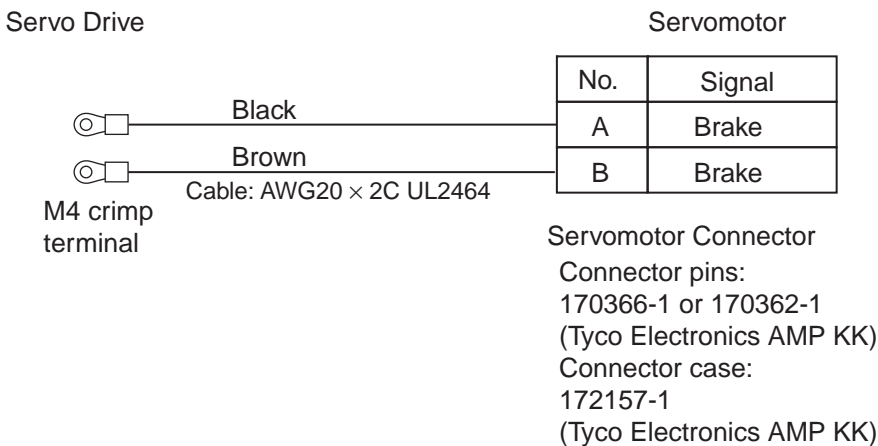 Servo Drive
Servomotor
No. Signal
Black
A Brake
Brown
B Brake
Cable: AWG20 × 2C UL2464
M4 crimp
terminal
Servomotor Connector
Connector pins:
170366-1 or 170362-1
(Tyco Electronics AMP KK)
Connector case:
172157-1
(Tyco Electronics AMP KK)